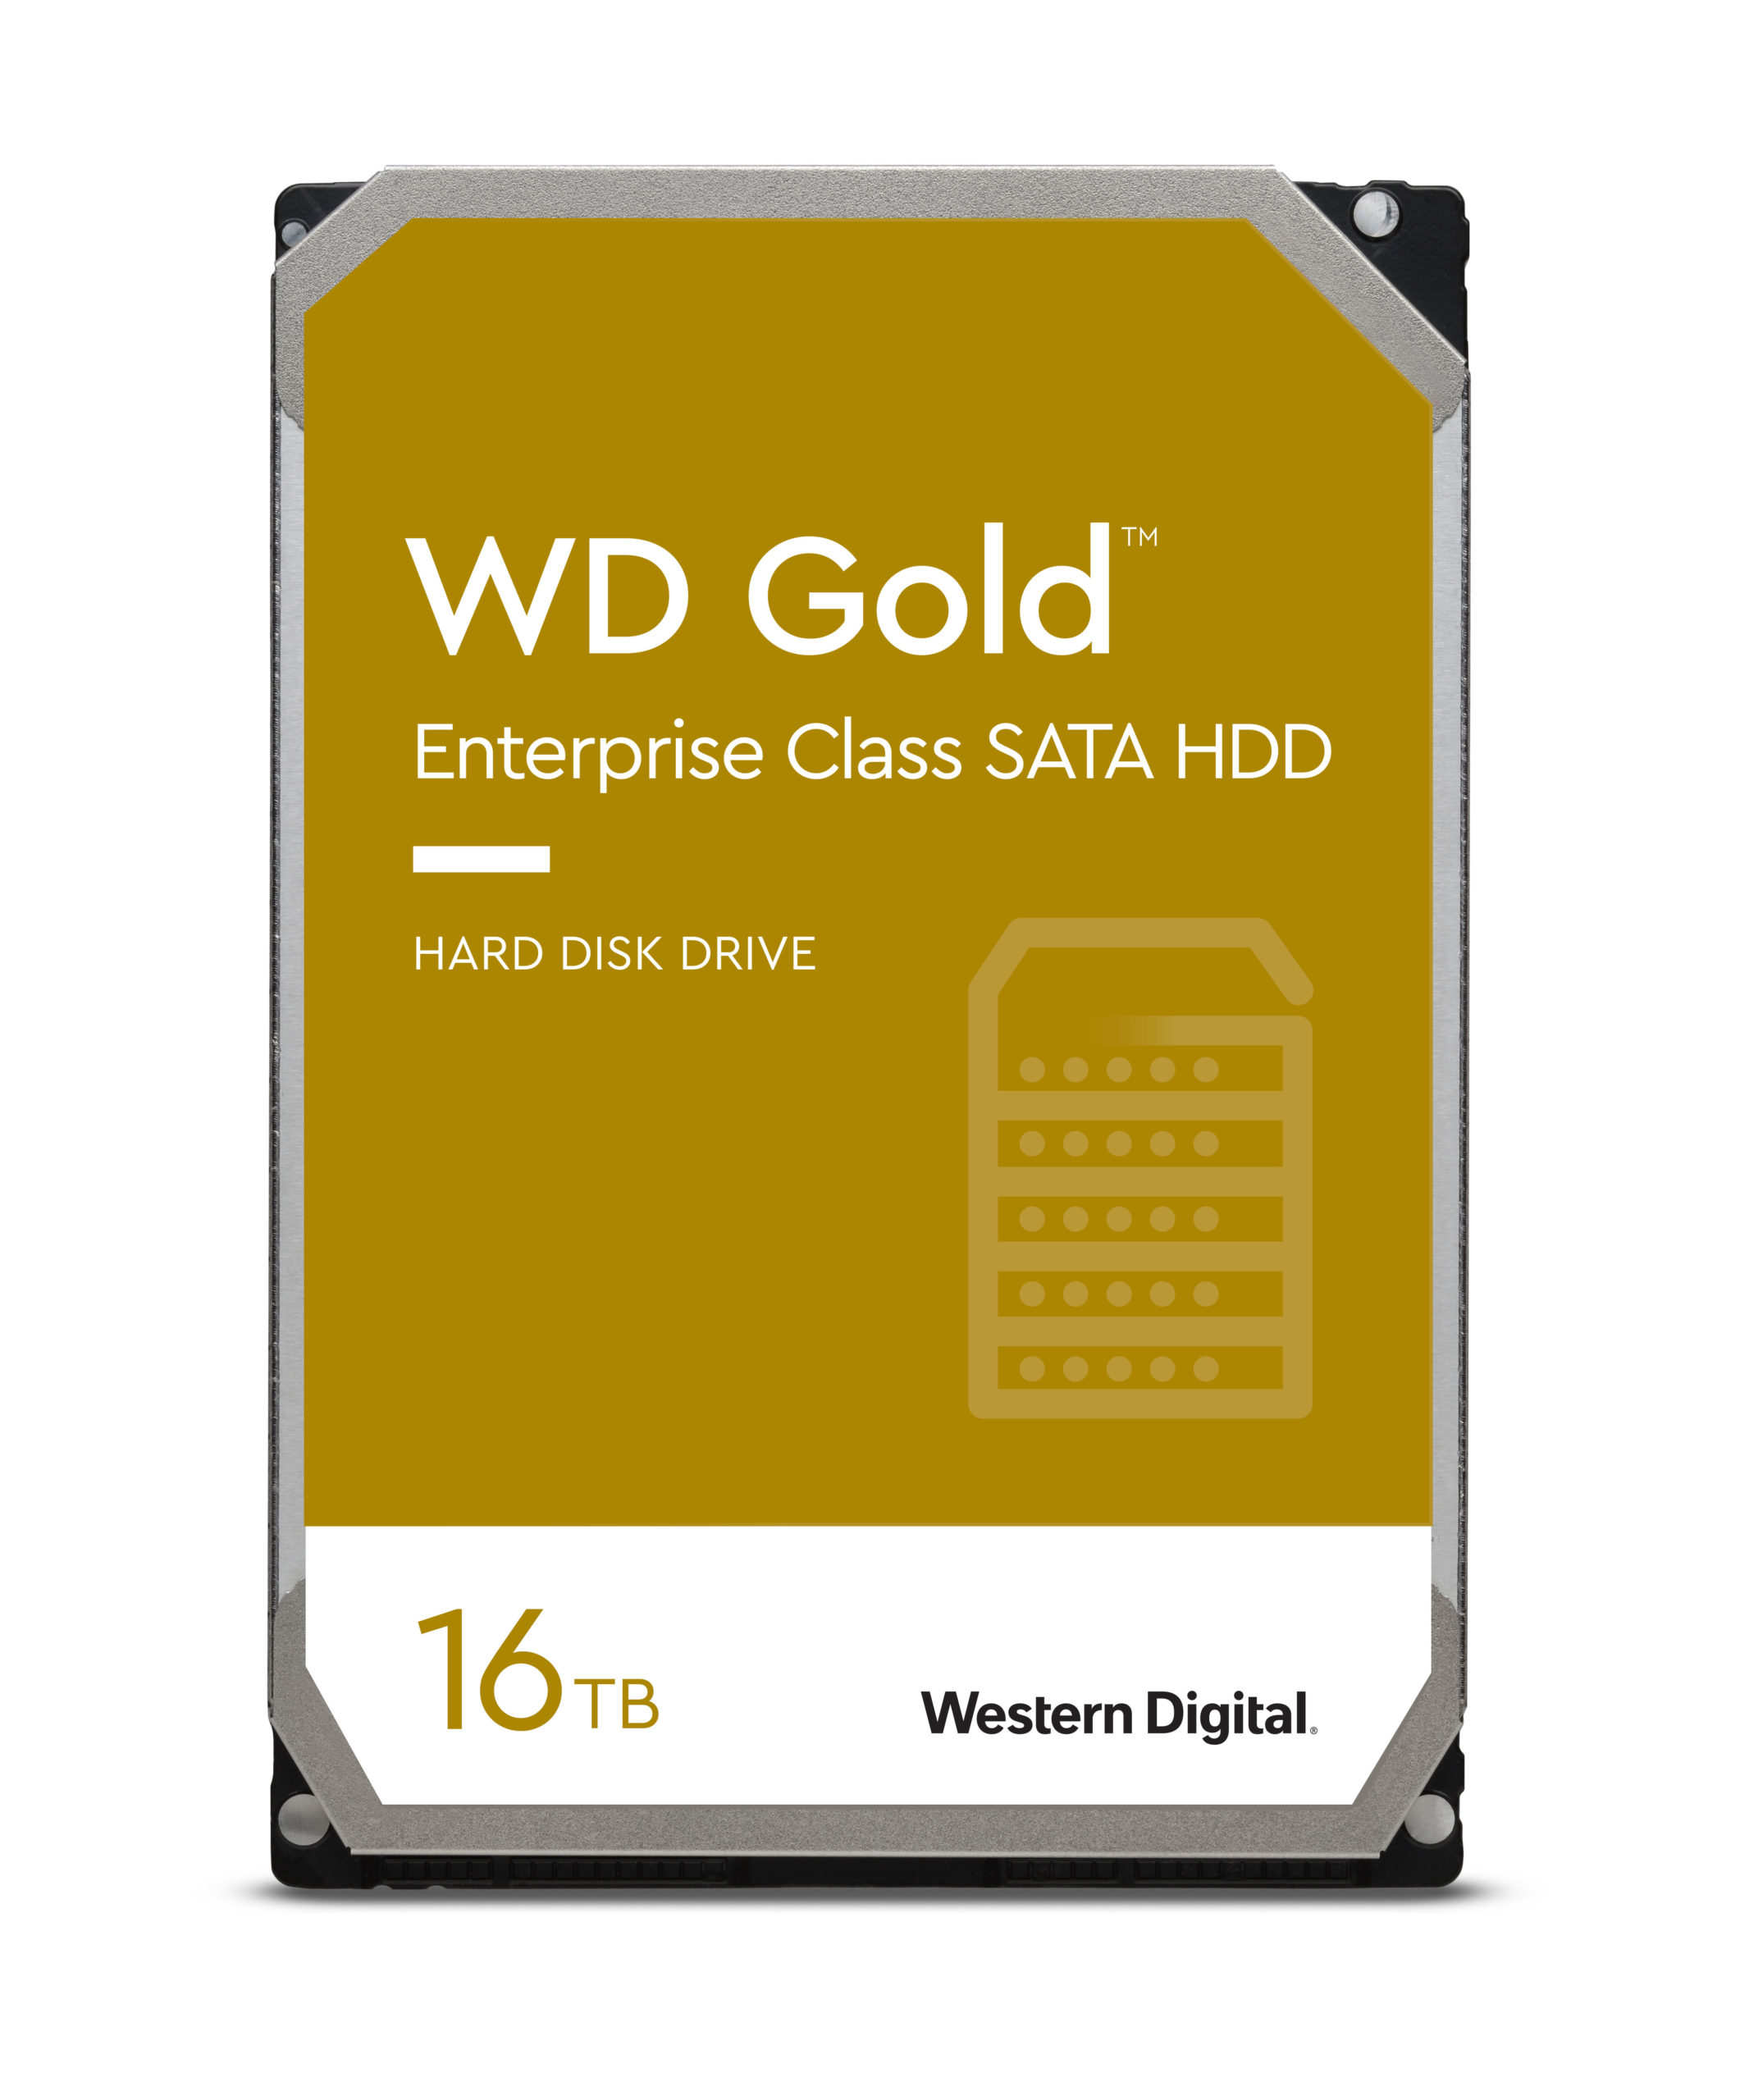 WD Gold™
Enterprise Class SATA HDD
HARD DISK DRIVE
16TB
Western Digital®